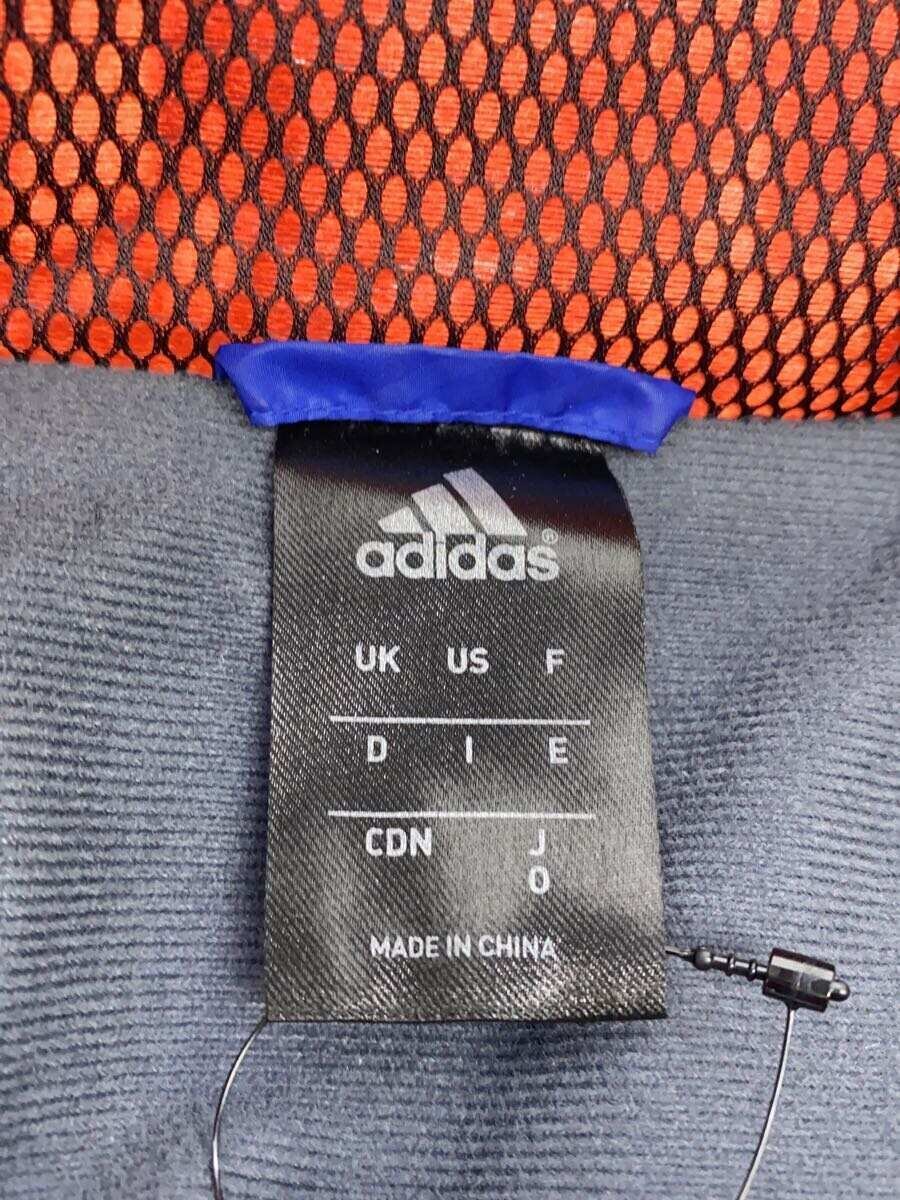 adidas®
UK US F
D I E
CDN J
O
MADE IN CHINA